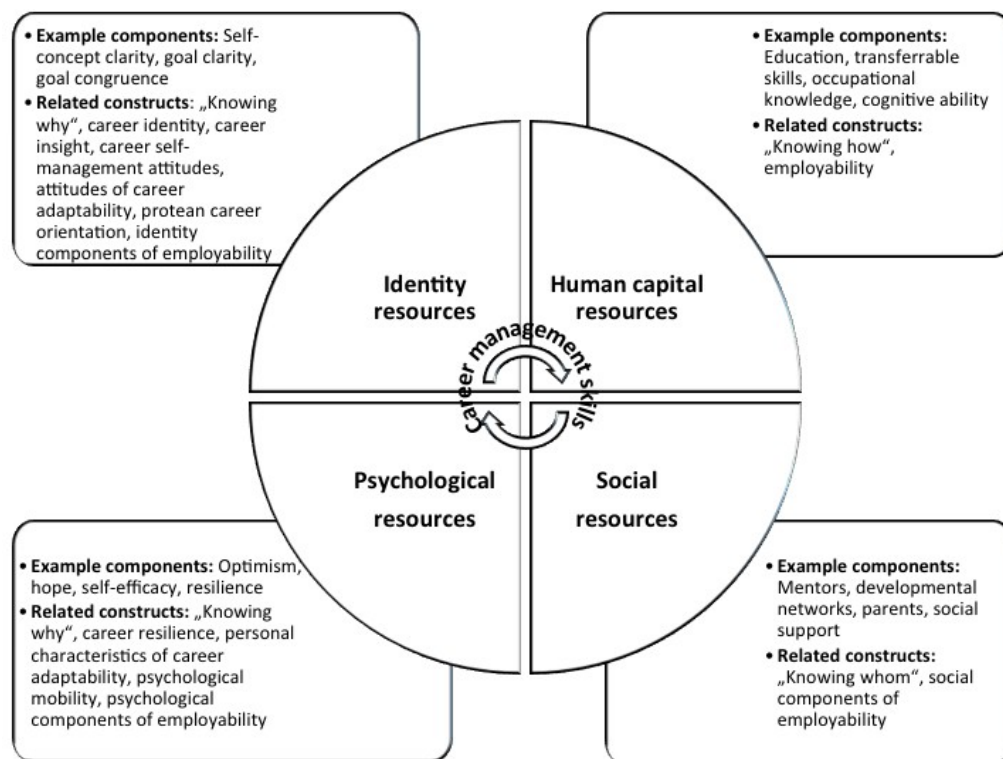 • Example components: Self-
concept clarity, goal clarity,
goal congruence
• Related constructs: „Knowing
why“, career identity, career
insight, career self-
management attitudes,
attitudes of career
adaptability, protean career
orientation, identity
components of employability
• Example components:
Education, transferrable
skills, occupational
knowledge, cognitive ability
• Related constructs:
„Knowing how“,
employability
Identity
resources
Human capital
resources
Career management skills
Psychological
resources
Social
resources
• Example components: Optimism,
hope, self-efficacy, resilience
• Related constructs: „Knowing
why“, career resilience, personal
characteristics of career
adaptability, psychological
mobility, psychological
components of employability
• Example components:
Mentors, developmental
networks, parents, social
support
• Related constructs:
„Knowing whom“, social
components of
employability